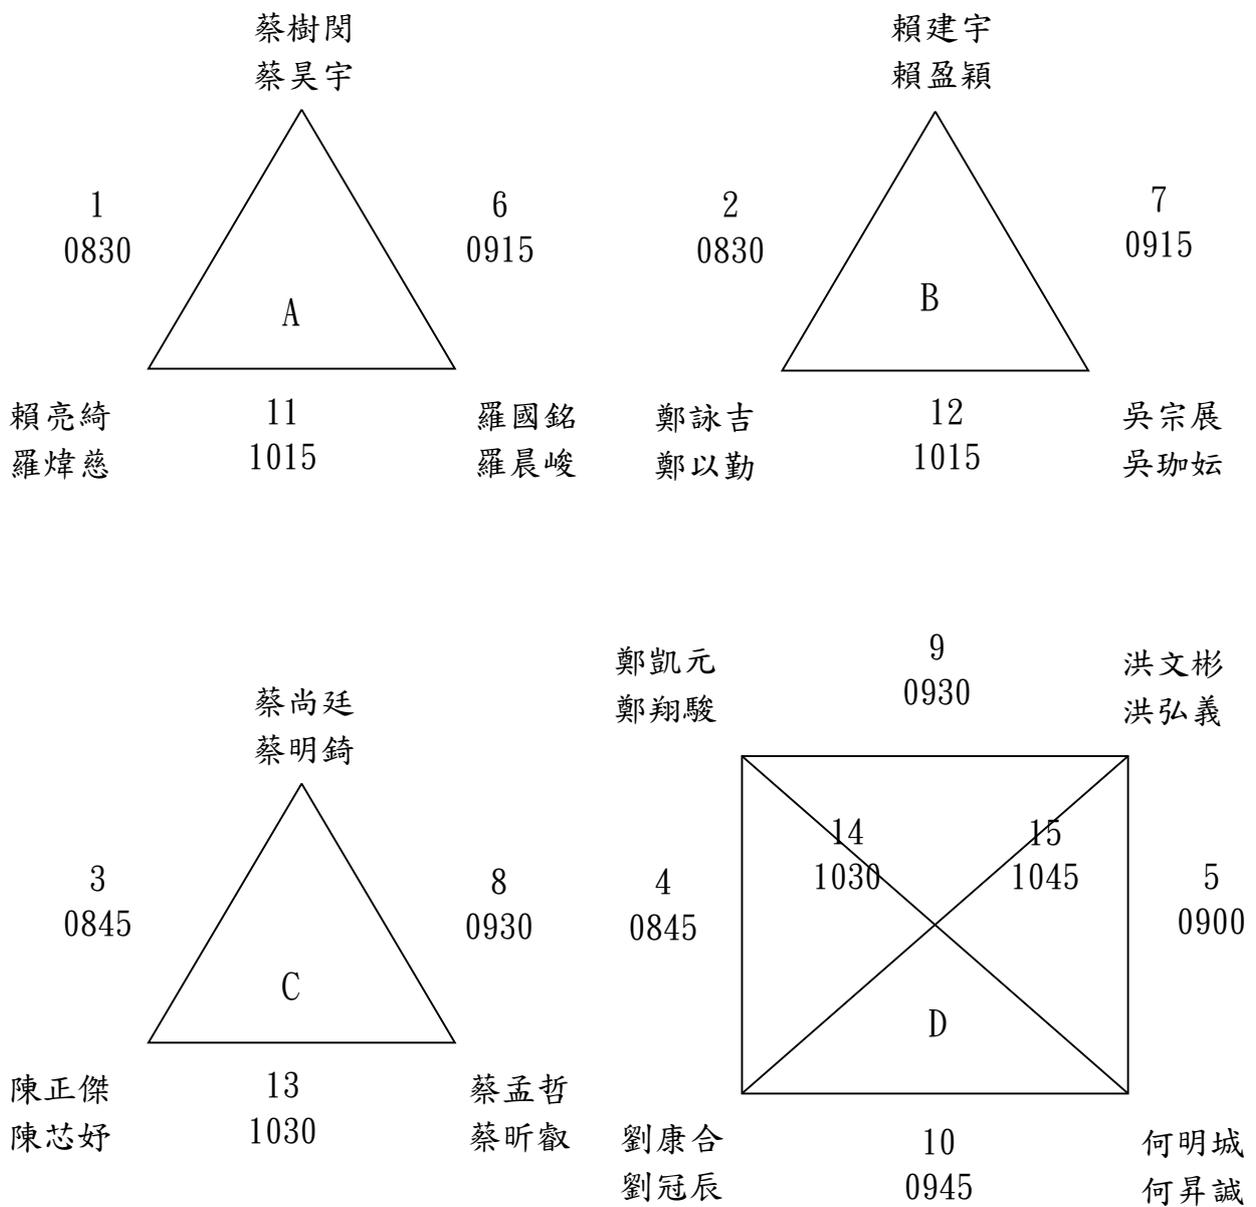 蔡樹閔
蔡昊宇
1
0830
6
0915
A
賴亮綺
羅煒慈
11
1015
羅國銘
羅晨峻
賴建宇
賴盈穎
2
0830
7
0915
B
鄭詠吉
鄭以勤
12
1015
吳宗展
吳珈妘
蔡尚廷
蔡明錡
3
0845
8
0930
C
陳正傑
陳芯妤
13
1030
蔡孟哲
蔡昕叡
鄭凱元
鄭翔駿
9
0930
洪文彬
洪弘義
14
1030
15
1045
4
0845
5
0900
D
劉康合
劉冠辰
10
0945
何明城
何昇誠